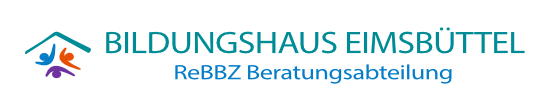 BILDUNGSHAUS EIMSBÜTTEL
ReBBZ Beratungsabteilung